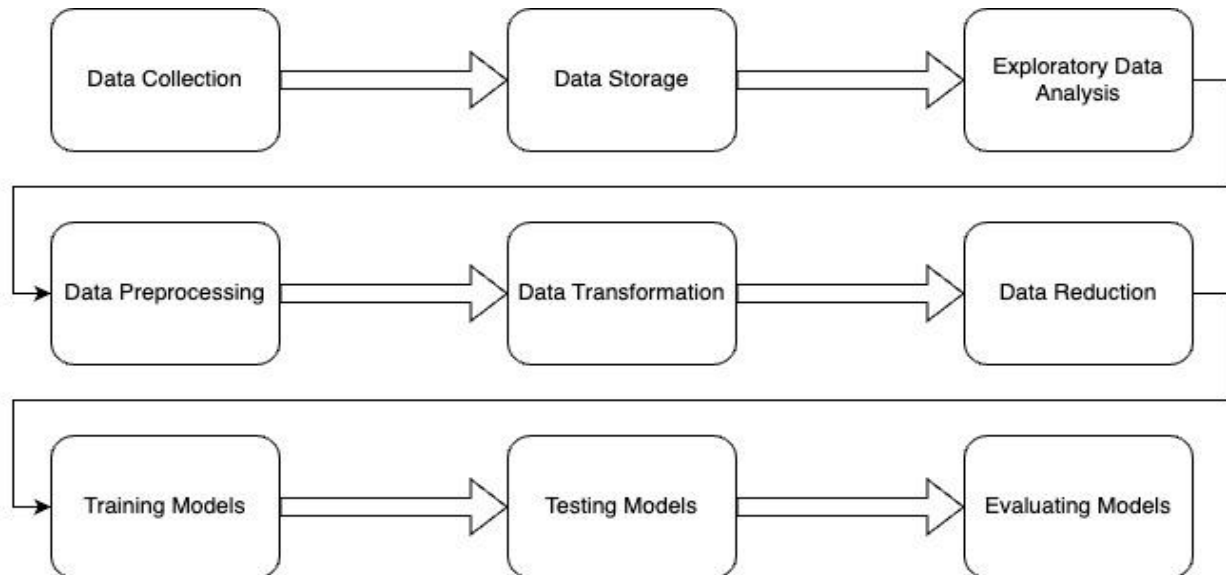 Data Collection
Data Storage
Exploratory Data
Analysis
Data Preprocessing
Data Transformation
Data Reduction
Training Models
Testing Models
Evaluating Models